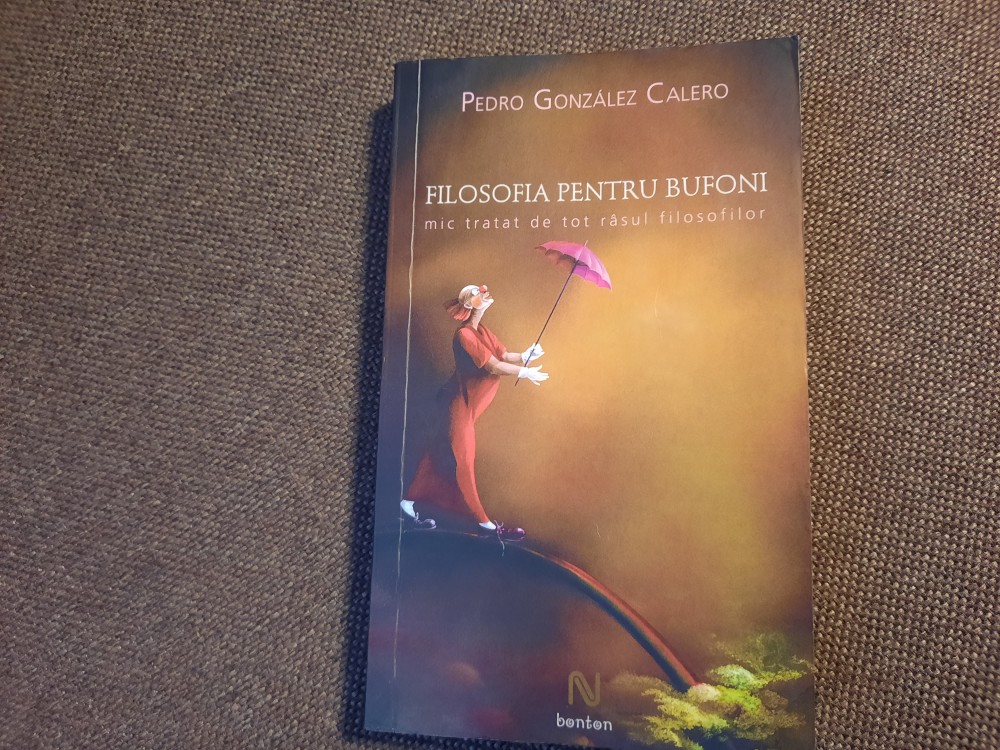 PEDRO GONZÁLEZ CALERO
FILOSOFIA PENTRU BUFONI
mic tratat de tot râsul filosofilor
N
bonton